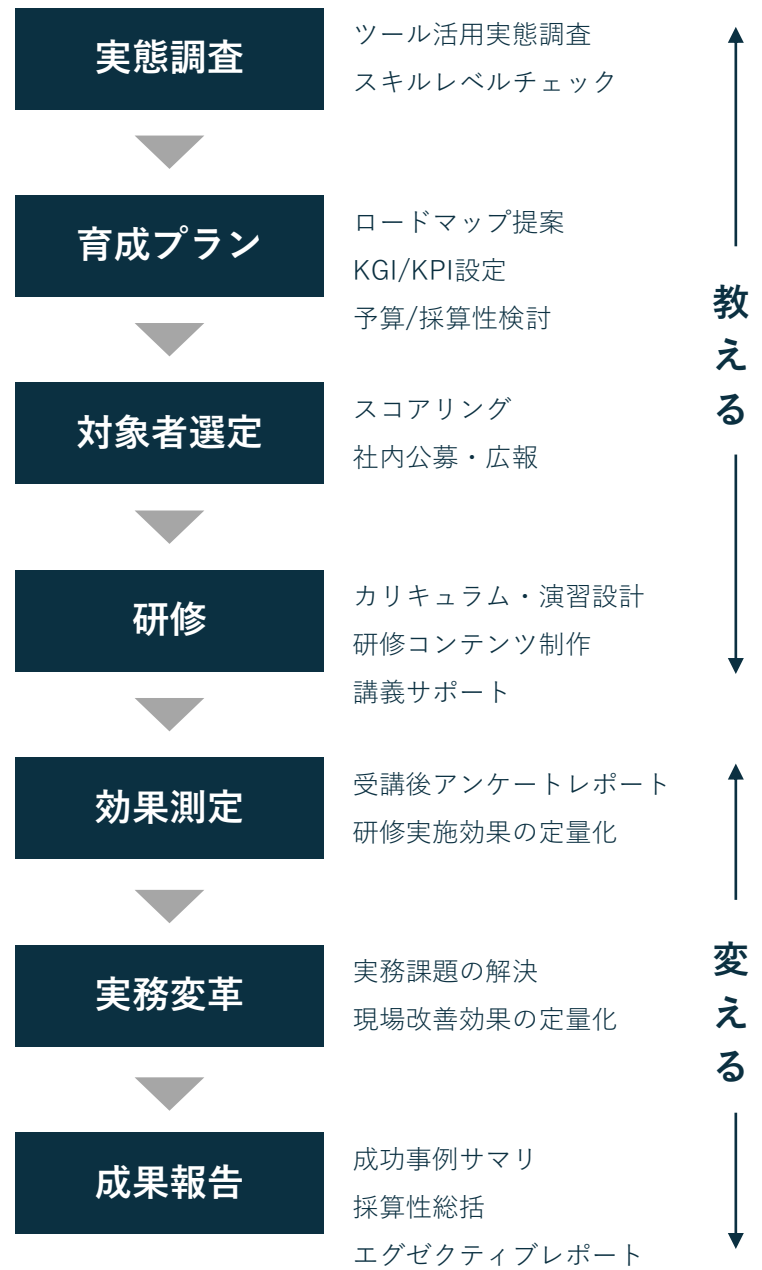 実態調査
ツール活用実態調査
スキルレベルチェック
育成プラン
ロードマップ提案
KGI/KPI設定
予算/採算性検討
対象者選定
スコアリング
社内公募・広報
研修
カリキュラム・演習設計
研修コンテンツ制作
講義サポート
教える
効果測定
受講後アンケートレポート
研修実施効果の定量化
実務変革
実務課題の解決
現場改善効果の定量化
成果報告
成功事例サマリ
採算性総括
エグゼクティブレポート
変える